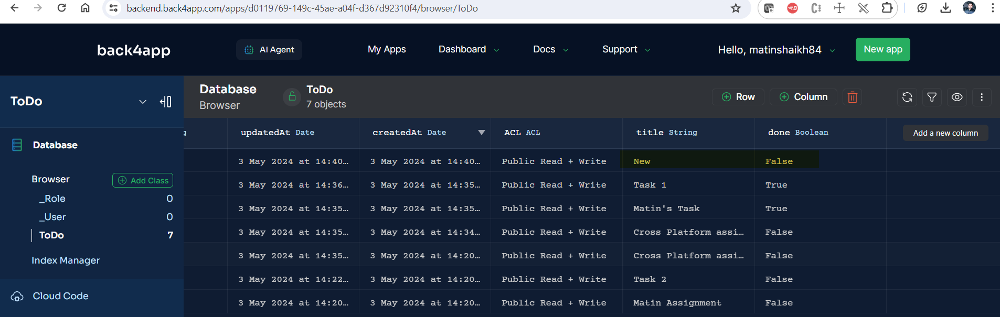 backend.back4app.com/apps/d0119769-149c-45ae-a04f-d367d92310f4/browser/ToDo
back4app
AI Agent
My Apps
Dashboard
Docs
Support
Hello, matinshaikh84
New app
ToDo
Database
Browser
Add Class
_Role 0
_User 0
ToDo 7
Index Manager
Cloud Code
Database
Browser
ToDo
7 objects
Row
Column
g updatedAt Date createdAt Date ACL ACL title String done Boolean Add a new column
3 May 2024 at 14:40… 3 May 2024 at 14:40… Public Read + Write New False
3 May 2024 at 14:36… 3 May 2024 at 14:35… Public Read + Write Task 1 True
3 May 2024 at 14:35… 3 May 2024 at 14:35… Public Read + Write Matin's Task True
3 May 2024 at 14:35… 3 May 2024 at 14:34… Public Read + Write Cross Platform assi… False
3 May 2024 at 14:35… 3 May 2024 at 14:20… Public Read + Write Cross Platform assi… False
3 May 2024 at 14:22… 3 May 2024 at 14:20… Public Read + Write Task 2 False
3 May 2024 at 14:20… 3 May 2024 at 14:20… Public Read + Write Matin Assignment False